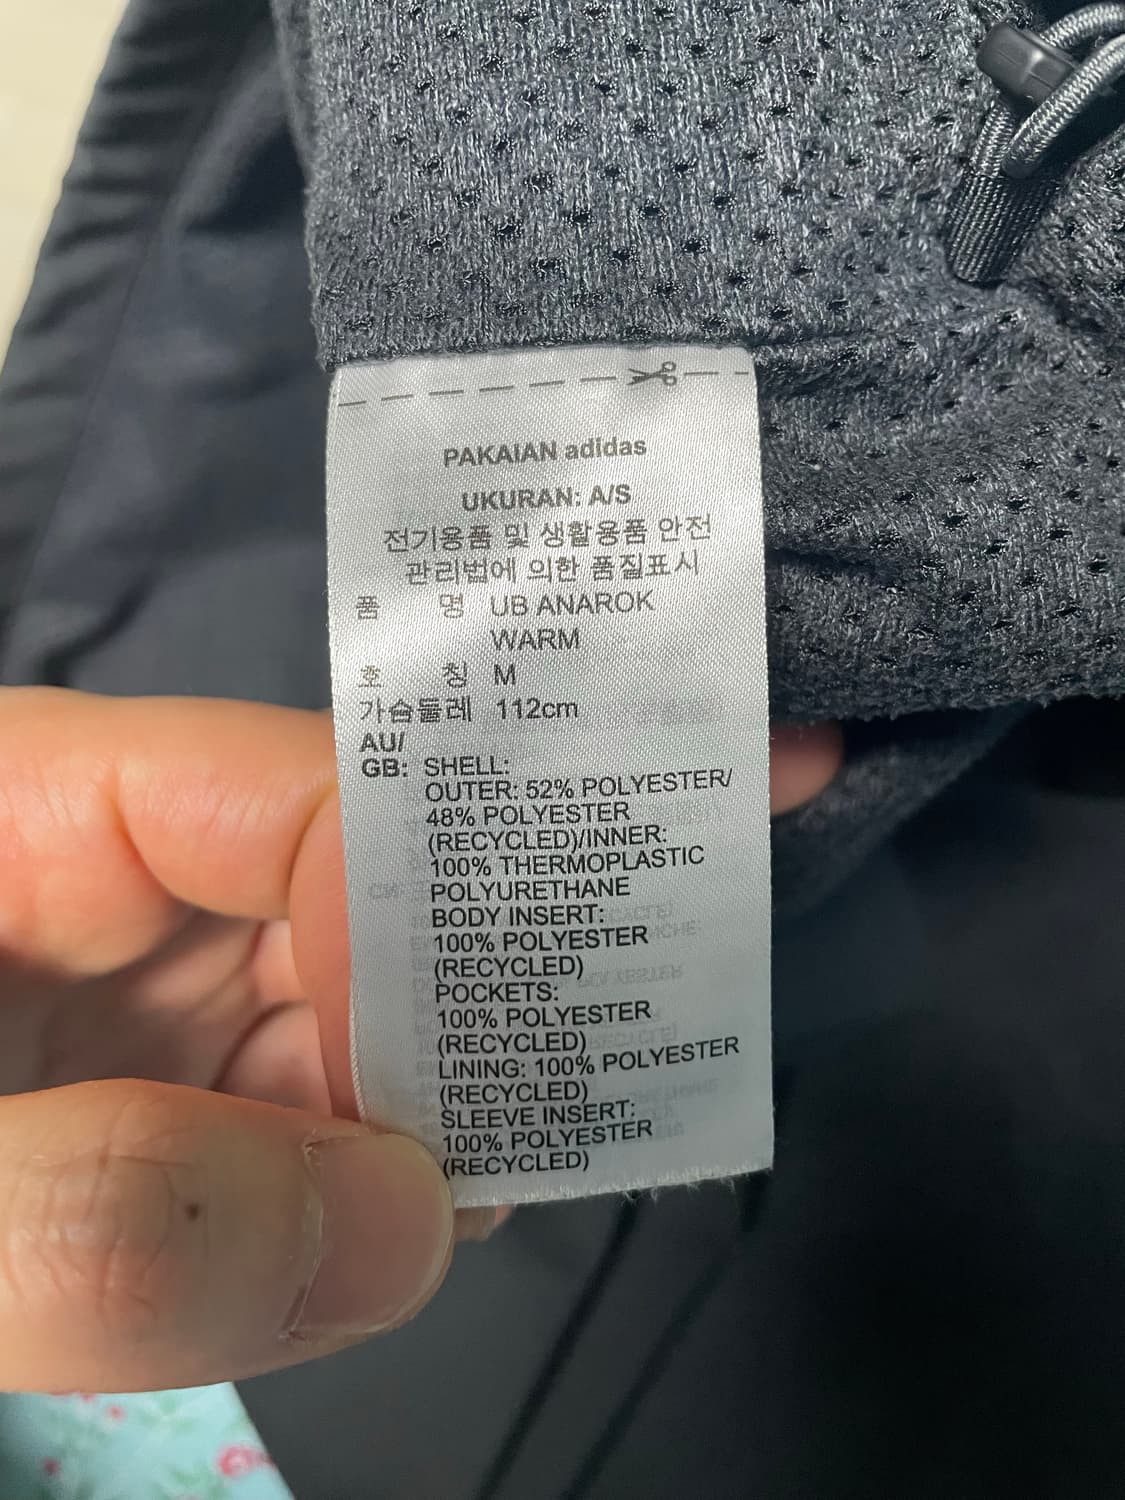 PAKAIAN adidas
UKURAN: A/S
전기용품 및 생활용품 안전
관리법에 의한 품질표시
품 명 UB ANAROK
WARM
호 칭 M
가슴둘레 112cm
AU/
GB: SHELL:
OUTER: 52% POLYESTER/
48% POLYESTER
(RECYCLED)/INNER:
100% THERMOPLASTIC
POLYURETHANE
BODY INSERT:
100% POLYESTER
(RECYCLED)
POCKETS:
100% POLYESTER
(RECYCLED)
LINING: 100% POLYESTER
(RECYCLED)
SLEEVE INSERT:
100% POLYESTER
(RECYCLED)